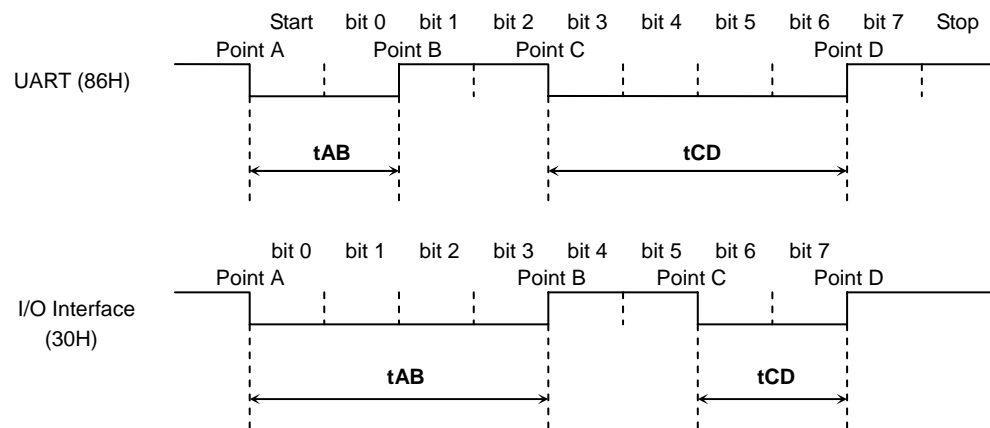 Start bit 0 bit 1 bit 2 bit 3 bit 4 bit 5 bit 6 bit 7 Stop
Point A Point B Point C Point D
UART (86H)
tAB tCD
bit 0 bit 1 bit 2 bit 3 bit 4 bit 5 bit 6 bit 7
Point A Point B Point C Point D
I/O Interface
(30H)
tAB tCD